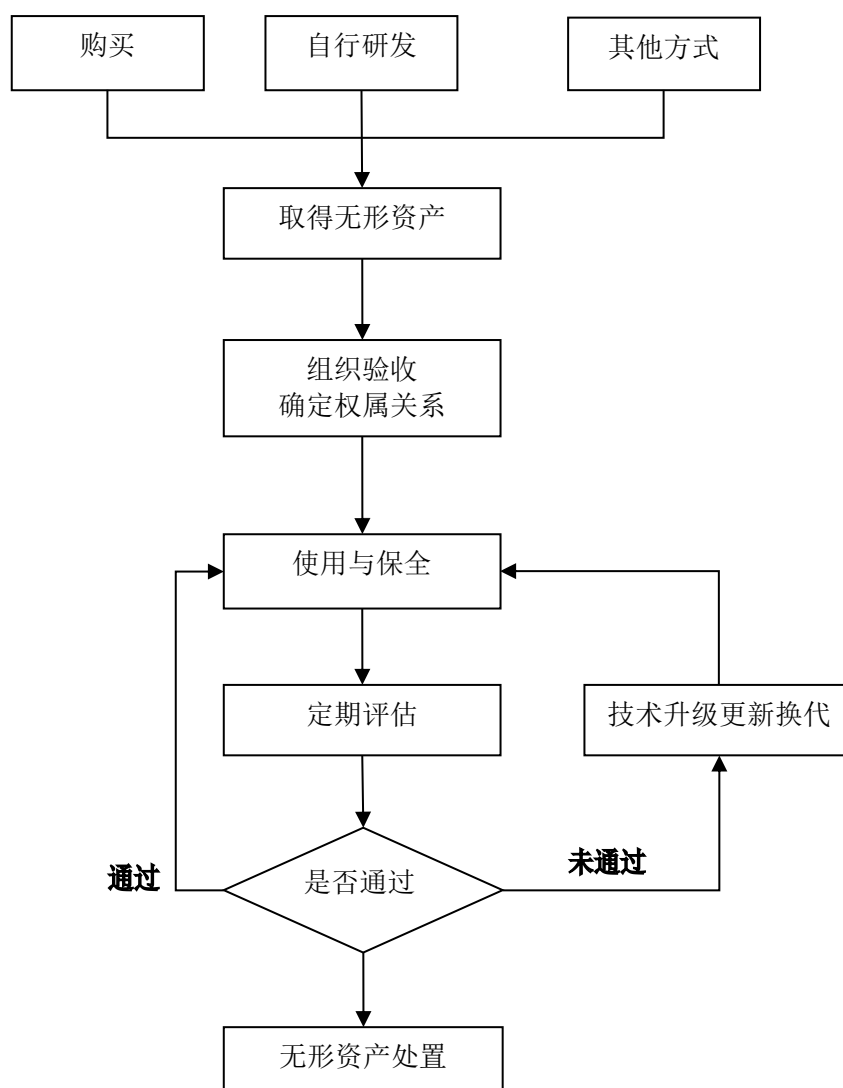 购买
自行研发
其他方式
取得无形资产
组织验收
确定权属关系
使用与保全
定期评估
技术升级更新换代
通过
是否通过
未通过
无形资产处置